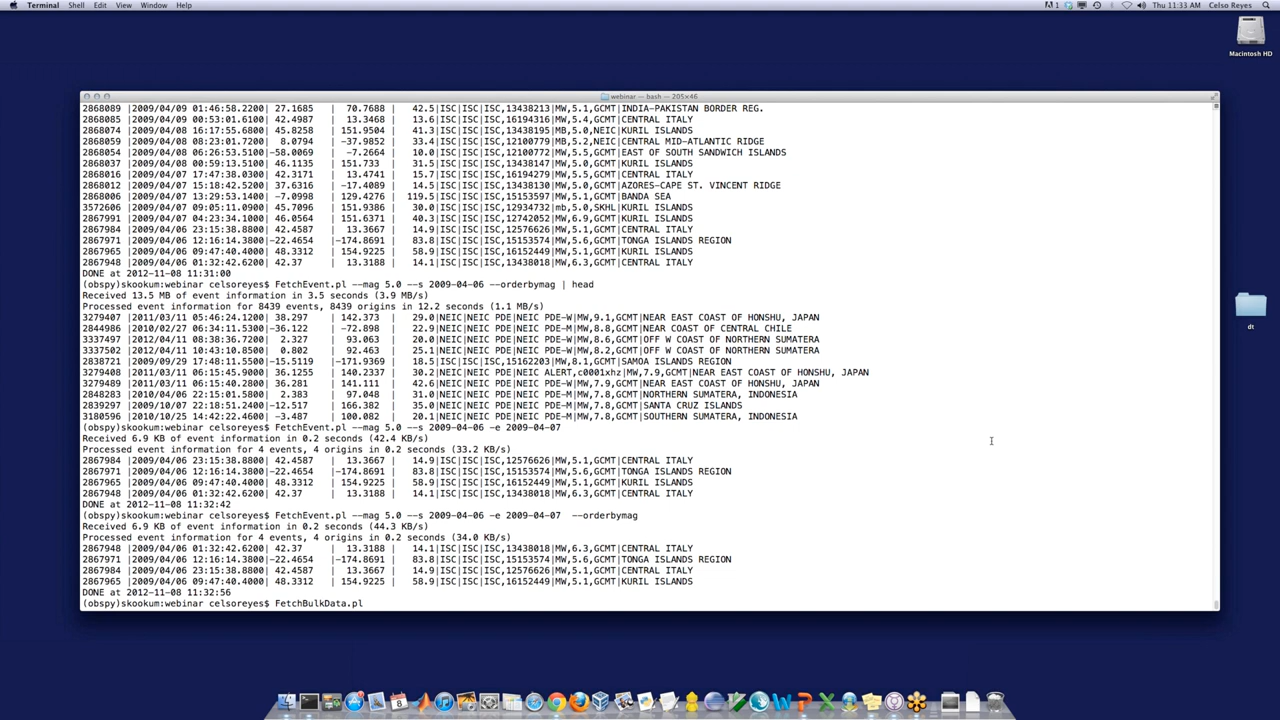 Terminal Shell Edit View Window Help 1 Thu 11:33 AM Celso Reyes
Macintosh HD
webinar — bash — 205×46
2868089 |2009/04/09 01:46:58.2200| 27.1685 | 70.7688 | 42.5|ISC|ISC|ISC,13438213|MW,5.1,GCMT|INDIA-PAKISTAN BORDER REG.
2868085 |2009/04/09 00:53:01.6100| 42.4987 | 13.3468 | 13.6|ISC|ISC|ISC,16194316|MW,5.4,GCMT|CENTRAL ITALY
2868074 |2009/04/08 16:17:55.6800| 45.8258 | 151.9504 | 41.3|ISC|ISC|ISC,13438195|MB,5.0,NEIC|KURIL ISLANDS
2868059 |2009/04/08 08:23:01.7200| 8.0794 | -37.9852 | 33.4|ISC|ISC|ISC,12100779|MB,5.2,NEIC|CENTRAL MID-ATLANTIC RIDGE
2868054 |2009/04/08 06:26:53.5100|-58.0069 | -7.2664 | 10.0|ISC|ISC|ISC,12100772|MW,5.5,GCMT|EAST OF SOUTH SANDWICH ISLANDS
2868037 |2009/04/08 00:59:13.5100| 46.1135 | 151.733 | 31.5|ISC|ISC|ISC,13438147|MW,5.0,GCMT|KURIL ISLANDS
2868016 |2009/04/07 17:47:38.0300| 42.3171 | 13.4741 | 15.7|ISC|ISC|ISC,16194279|MW,5.5,GCMT|CENTRAL ITALY
2868012 |2009/04/07 15:18:42.5200| 37.6316 | -17.4089 | 14.5|ISC|ISC|ISC,13438130|MW,5.0,GCMT|AZORES-CAPE ST. VINCENT RIDGE
2868006 |2009/04/07 13:29:53.1400| -7.0998 | 129.4276 | 119.5|ISC|ISC|ISC,15153597|MW,5.1,GCMT|BANDA SEA
3572606 |2009/04/07 09:05:11.0900| 45.7096 | 151.9386 | 30.0|ISC|ISC|ISC,12934732|mb,5.0,SKHL|KURIL ISLANDS
2867991 |2009/04/07 04:23:34.1000| 46.0564 | 151.6371 | 40.3|ISC|ISC|ISC,12742052|MW,6.9,GCMT|KURIL ISLANDS
2867984 |2009/04/06 23:15:38.8800| 42.4587 | 13.3667 | 14.9|ISC|ISC|ISC,12576626|MW,5.1,GCMT|CENTRAL ITALY
2867971 |2009/04/06 12:16:14.3800|-22.4654 |-174.8691 | 83.8|ISC|ISC|ISC,15153574|MW,5.6,GCMT|TONGA ISLANDS REGION
2867965 |2009/04/06 09:47:40.4000| 48.3312 | 154.9225 | 58.9|ISC|ISC|ISC,16152449|MW,5.1,GCMT|KURIL ISLANDS
2867948 |2009/04/06 01:32:42.6200| 42.37 | 13.3188 | 14.1|ISC|ISC|ISC,13438018|MW,6.3,GCMT|CENTRAL ITALY
DONE at 2012-11-08 11:31:00
(obspy)skookum:webinar celsoreyes$ FetchEvent.pl --mag 5.0 --s 2009-04-06 --orderbymag | head
Received 13.5 MB of event information in 3.5 seconds (3.9 MB/s)
Processed event information for 8439 events, 8439 origins in 12.2 seconds (1.1 MB/s)
3279407 |2011/03/11 05:46:24.1200| 38.297 | 142.373 | 29.0|NEIC|NEIC PDE|NEIC PDE-W|MW,9.1,GCMT|NEAR EAST COAST OF HONSHU, JAPAN
2844986 |2010/02/27 06:34:11.5300|-36.122 | -72.898 | 22.9|NEIC|NEIC PDE|NEIC PDE-M|MW,8.8,GCMT|NEAR COAST OF CENTRAL CHILE
3337497 |2012/04/11 08:38:36.7200| 2.327 | 93.063 | 20.0|NEIC|NEIC PDE|NEIC PDE-W|MW,8.6,GCMT|OFF W COAST OF NORTHERN SUMATERA
3337502 |2012/04/11 10:43:10.8500| 0.802 | 92.463 | 25.1|NEIC|NEIC PDE|NEIC PDE-W|MW,8.2,GCMT|OFF W COAST OF NORTHERN SUMATERA
2838721 |2009/09/29 17:48:11.5500|-15.5119 |-171.9369 | 18.5|ISC|ISC|ISC,15162203|MW,8.1,GCMT|SAMOA ISLANDS REGION
3279408 |2011/03/11 06:15:45.9000| 36.1255 | 140.2337 | 30.2|NEIC|NEIC PDE|NEIC ALERT,c0001xhz|MW,7.9,GCMT|NEAR EAST COAST OF HONSHU, JAPAN
3279489 |2011/03/11 06:15:40.2800| 36.281 | 141.111 | 42.6|NEIC|NEIC PDE|NEIC PDE-W|MW,7.9,GCMT|NEAR EAST COAST OF HONSHU, JAPAN
2848283 |2010/04/06 22:15:01.5800| 2.383 | 97.048 | 31.0|NEIC|NEIC PDE|NEIC PDE-M|MW,7.8,GCMT|NORTHERN SUMATRA, INDONESIA
2839297 |2009/10/07 22:18:51.2400|-12.517 | 166.382 | 35.0|NEIC|NEIC PDE|NEIC PDE-M|MW,7.8,GCMT|SANTA CRUZ ISLANDS
3180596 |2010/10/25 14:42:22.4600| -3.487 | 100.082 | 20.1|NEIC|NEIC PDE|NEIC PDE-M|MW,7.8,GCMT|SOUTHERN SUMATRA, INDONESIA
(obspy)skookum:webinar celsoreyes$ FetchEvent.pl --mag 5.0 --s 2009-04-06 -e 2009-04-07
Received 6.9 KB of event information in 0.2 seconds (42.4 KB/s)
Processed event information for 4 events, 4 origins in 0.2 seconds (33.2 KB/s)
2867984 |2009/04/06 23:15:38.8800| 42.4587 | 13.3667 | 14.9|ISC|ISC|ISC,12576626|MW,5.1,GCMT|CENTRAL ITALY
2867971 |2009/04/06 12:16:14.3800|-22.4654 |-174.8691 | 83.8|ISC|ISC|ISC,15153574|MW,5.6,GCMT|TONGA ISLANDS REGION
2867965 |2009/04/06 09:47:40.4000| 48.3312 | 154.9225 | 58.9|ISC|ISC|ISC,16152449|MW,5.1,GCMT|KURIL ISLANDS
2867948 |2009/04/06 01:32:42.6200| 42.37 | 13.3188 | 14.1|ISC|ISC|ISC,13438018|MW,6.3,GCMT|CENTRAL ITALY
DONE at 2012-11-08 11:32:42
(obspy)skookum:webinar celsoreyes$ FetchEvent.pl --mag 5.0 --s 2009-04-06 -e 2009-04-07 --orderbymag
Received 6.9 KB of event information in 0.2 seconds (44.3 KB/s)
Processed event information for 4 events, 4 origins in 0.2 seconds (34.0 KB/s)
2867948 |2009/04/06 01:32:42.6200| 42.37 | 13.3188 | 14.1|ISC|ISC|ISC,13438018|MW,6.3,GCMT|CENTRAL ITALY
2867971 |2009/04/06 12:16:14.3800|-22.4654 |-174.8691 | 83.8|ISC|ISC|ISC,15153574|MW,5.6,GCMT|TONGA ISLANDS REGION
2867984 |2009/04/06 23:15:38.8800| 42.4587 | 13.3667 | 14.9|ISC|ISC|ISC,12576626|MW,5.1,GCMT|CENTRAL ITALY
2867965 |2009/04/06 09:47:40.4000| 48.3312 | 154.9225 | 58.9|ISC|ISC|ISC,16152449|MW,5.1,GCMT|KURIL ISLANDS
DONE at 2012-11-08 11:32:56
(obspy)skookum:webinar celsoreyes$ FetchBulkData.pl
dt